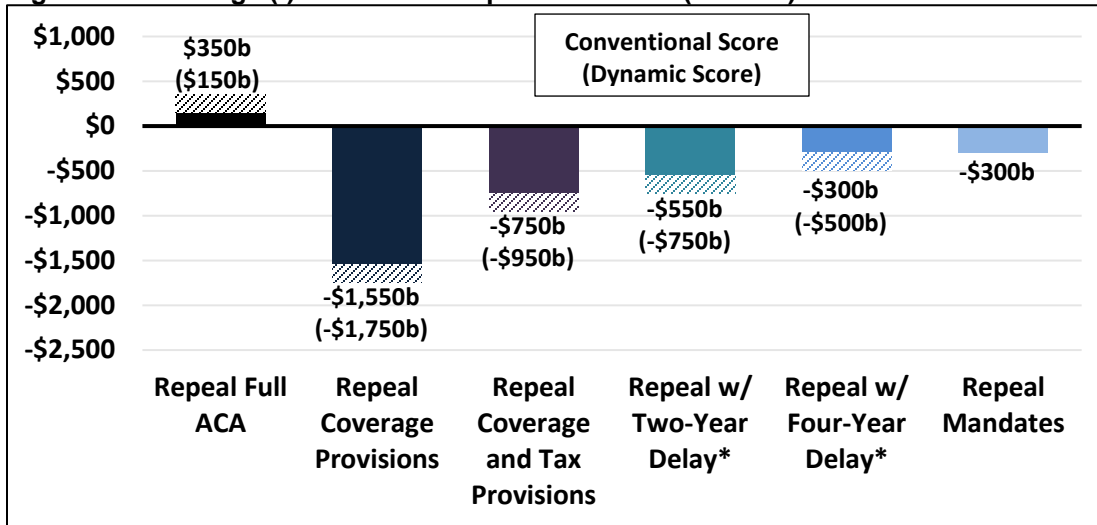 $1,000
$500
$0
-$500
-$1,000
-$1,500
-$2,000
-$2,500
Conventional Score
(Dynamic Score)
$350b
($150b)
-$1,550b
(-$1,750b)
-$750b
(-$950b)
-$550b
(-$750b)
-$300b
(-$500b)
-$300b
Repeal Full
ACA
Repeal
Coverage
Provisions
Repeal
Coverage
and Tax
Provisions
Repeal w/
Two-Year
Delay*
Repeal w/
Four-Year
Delay*
Repeal
Mandates